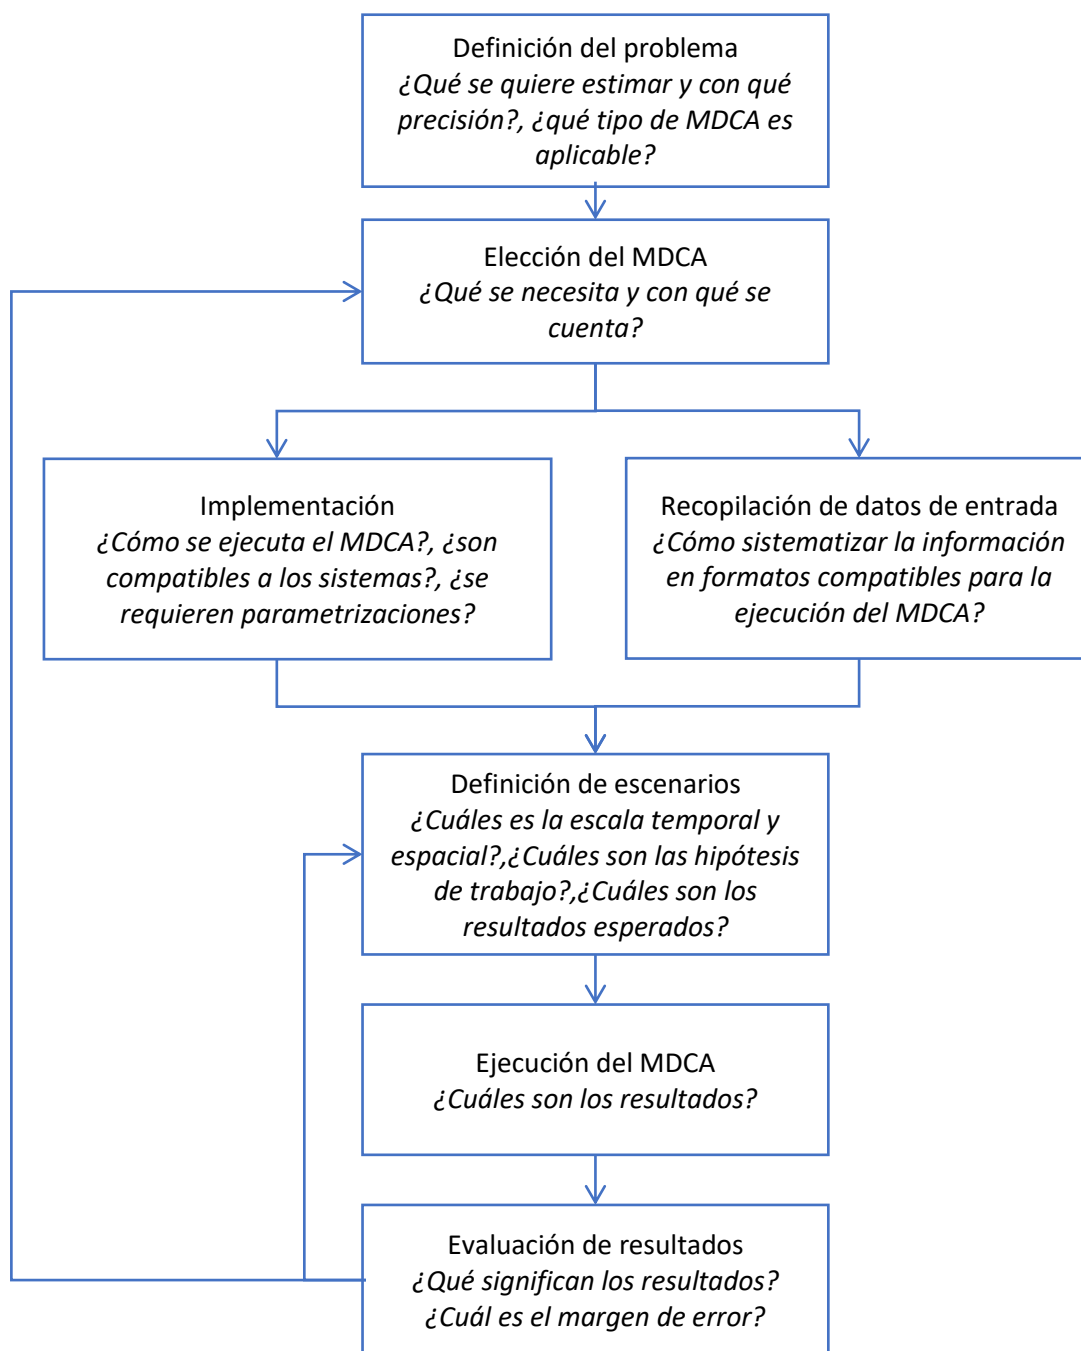 Definición del problema
¿Qué se quiere estimar y con qué
precisión?, ¿qué tipo de MDCA es
aplicable?
Elección del MDCA
¿Qué se necesita y con qué se
cuenta?
Implementación
¿Cómo se ejecuta el MDCA?, ¿son
compatibles a los sistemas?, ¿se
requieren parametrizaciones?
Recopilación de datos de entrada
¿Cómo sistematizar la información
en formatos compatibles para la
ejecución del MDCA?
Definición de escenarios
¿Cuáles es la escala temporal y
espacial?,¿Cuáles son las hipótesis
de trabajo?,¿Cuáles son los
resultados esperados?
Ejecución del MDCA
¿Cuáles son los resultados?
Evaluación de resultados
¿Qué significan los resultados?
¿Cuál es el margen de error?